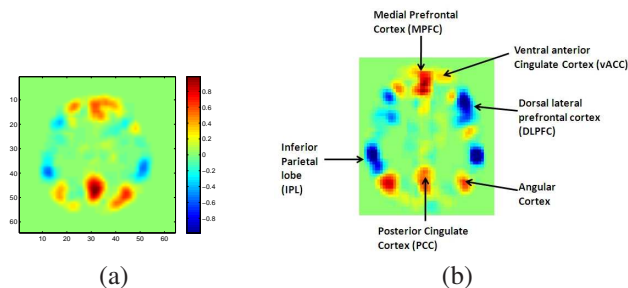 Medial Prefrontal
Cortex (MPFC)
Ventral anterior
Cingulate Cortex (vACC)
Dorsal lateral
prefrontal cortex
(DLPFC)
Inferior
Parietal
lobe
(IPL)
Angular
Cortex
Posterior Cingulate
Cortex (PCC)
10
20
30
40
50
60
10 20 30 40 50 60
0.8
0.6
0.4
0.2
0
-0.2
-0.4
-0.6
-0.8
(a)
(b)